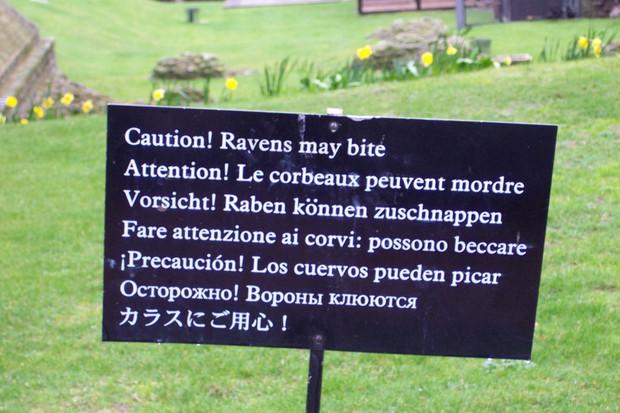 Caution! Ravens may bite
Attention! Le corbeaux peuvent mordre
Vorsicht! Raben können zuschnappen
Fare attenzione ai corvi: possono beccare
¡Precaución! Los cuervos pueden picar
Осторожно! Вороны клюются
カラスにご用心！